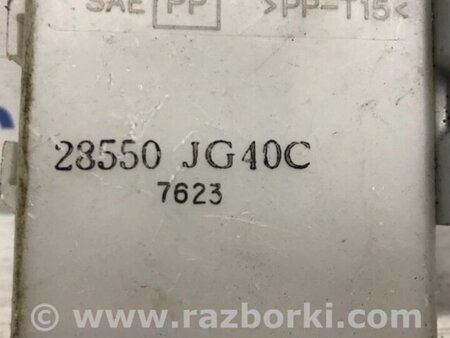 SAE PP >PP-T15<
28550 JG40C
7623
© www.razborki.com